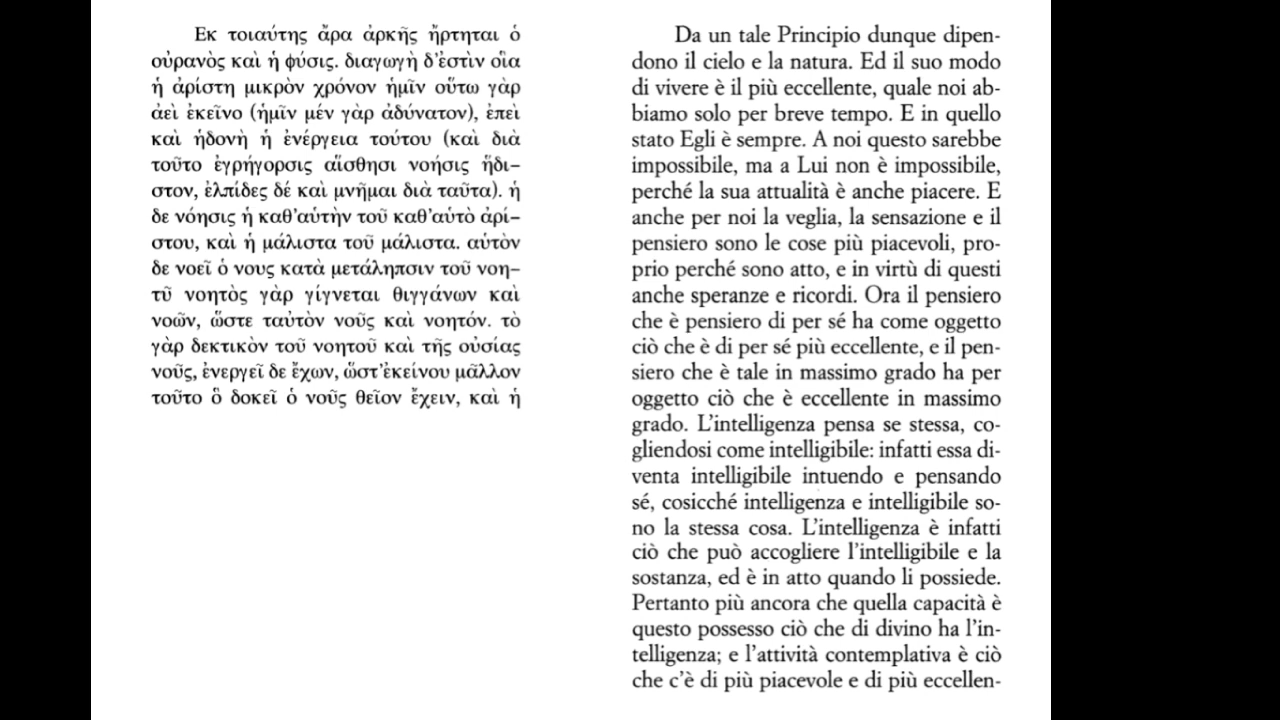 Εκ τοιαύτης ἄρα ἀρκῆς ἤρτηται ὁ
οὐρανὸς καὶ ἡ φύσις. διαγωγὴ δ’ἐστὶν οἵα
ἡ ἀρίστη μικρὸν χρόνον ἡμῖν οὕτω γὰρ
ἀεὶ ἐκεῖνο (ἡμῖν μέν γὰρ ἀδύνατον), ἐπεὶ
καὶ ἡδονὴ ἡ ἐνέργεια τούτου (καὶ διὰ
τοῦτο ἐγρήγορσις αἴσθησι νοήσις ἥδι–
στον, ἐλπίδες δέ καὶ μνῆμαι διὰ ταῦτα). ἡ
δε νόησις ἡ καθ’αὑτὴν τοῦ καθ’αὑτὸ ἀρί–
στου, καὶ ἡ μάλιστα τοῦ μάλιστα. αὑτὸν
δε νοεῖ ὁ νους κατὰ μετάληπσιν τοῦ νοη–
τῦ νοητὸς γὰρ γίγνεται θιγγάνων καὶ
νοῶν, ὥστε ταὐτὸν νοῦς καὶ νοητόν. τὸ
γὰρ δεκτικὸν τοῦ νοητοῦ καὶ τῆς οὐσίας
νοῦς, ἐνεργεῖ δε ἔχων, ὥστ’ἐκείνου μᾶλλον
τοῦτο ὃ δοκεῖ ὁ νοῦς θεῖον ἔχειν, καὶ ἡ
Da un tale Principio dunque dipen-
dono il cielo e la natura. Ed il suo modo
di vivere è il più eccellente, quale noi ab-
biamo solo per breve tempo. E in quello
stato Egli è sempre. A noi questo sarebbe
impossibile, ma a Lui non è impossibile,
perché la sua attualità è anche piacere. E
anche per noi la veglia, la sensazione e il
pensiero sono le cose più piacevoli, pro-
prio perché sono atto, e in virtù di questi
anche speranze e ricordi. Ora il pensiero
che è pensiero di per sé ha come oggetto
ciò che è di per sé più eccellente, e il pen-
siero che è tale in massimo grado ha per
oggetto ciò che è eccellente in massimo
grado. L’intelligenza pensa se stessa, co-
gliendosi come intelligibile: infatti essa di-
venta intelligibile intuendo e pensando
sé, cosicché intelligenza e intelligibile so-
no la stessa cosa. L’intelligenza è infatti
ciò che può accogliere l’intelligibile e la
sostanza, ed è in atto quando li possiede.
Pertanto più ancora che quella capacità è
questo possesso ciò che di divino ha l’in-
telligenza; e l’attività contemplativa è ciò
che c’è di più piacevole e di più eccellen-